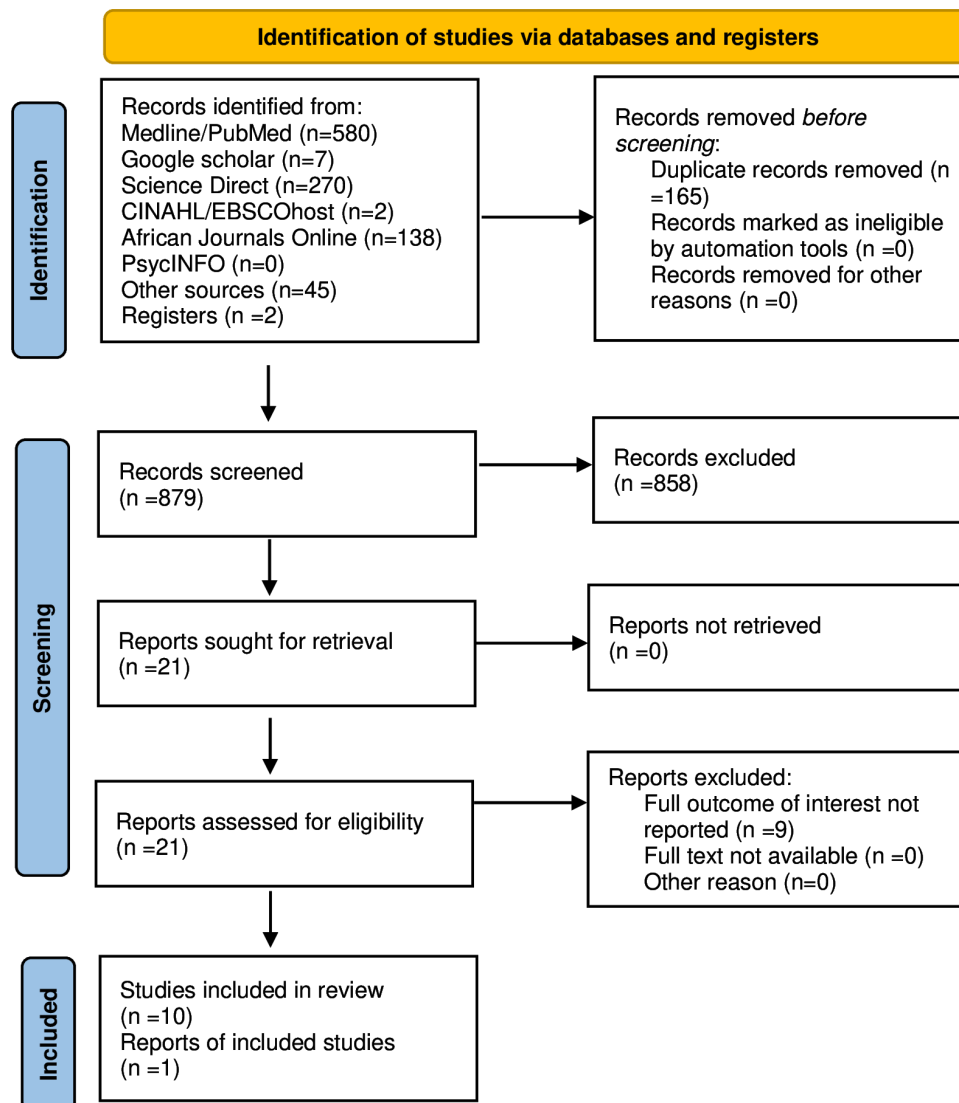 Identification of studies via databases and registers
Identification
Records identified from:
Medline/PubMed (n=580)
Google scholar (n=7)
Science Direct (n=270)
CINAHL/EBSCOhost (n=2)
African Journals Online (n=138)
PsycINFO (n=0)
Other sources (n=45)
Registers (n =2)
Records removed before
screening:
Duplicate records removed (n
=165)
Records marked as ineligible
by automation tools (n =0)
Records removed for other
reasons (n =0)
Screening
Records screened
(n =879)
Records excluded
(n =858)
Reports sought for retrieval
(n =21)
Reports not retrieved
(n =0)
Reports assessed for eligibility
(n =21)
Reports excluded:
Full outcome of interest not
reported (n =9)
Full text not available (n =0)
Other reason (n=0)
Included
Studies included in review
(n =10)
Reports of included studies
(n =1)